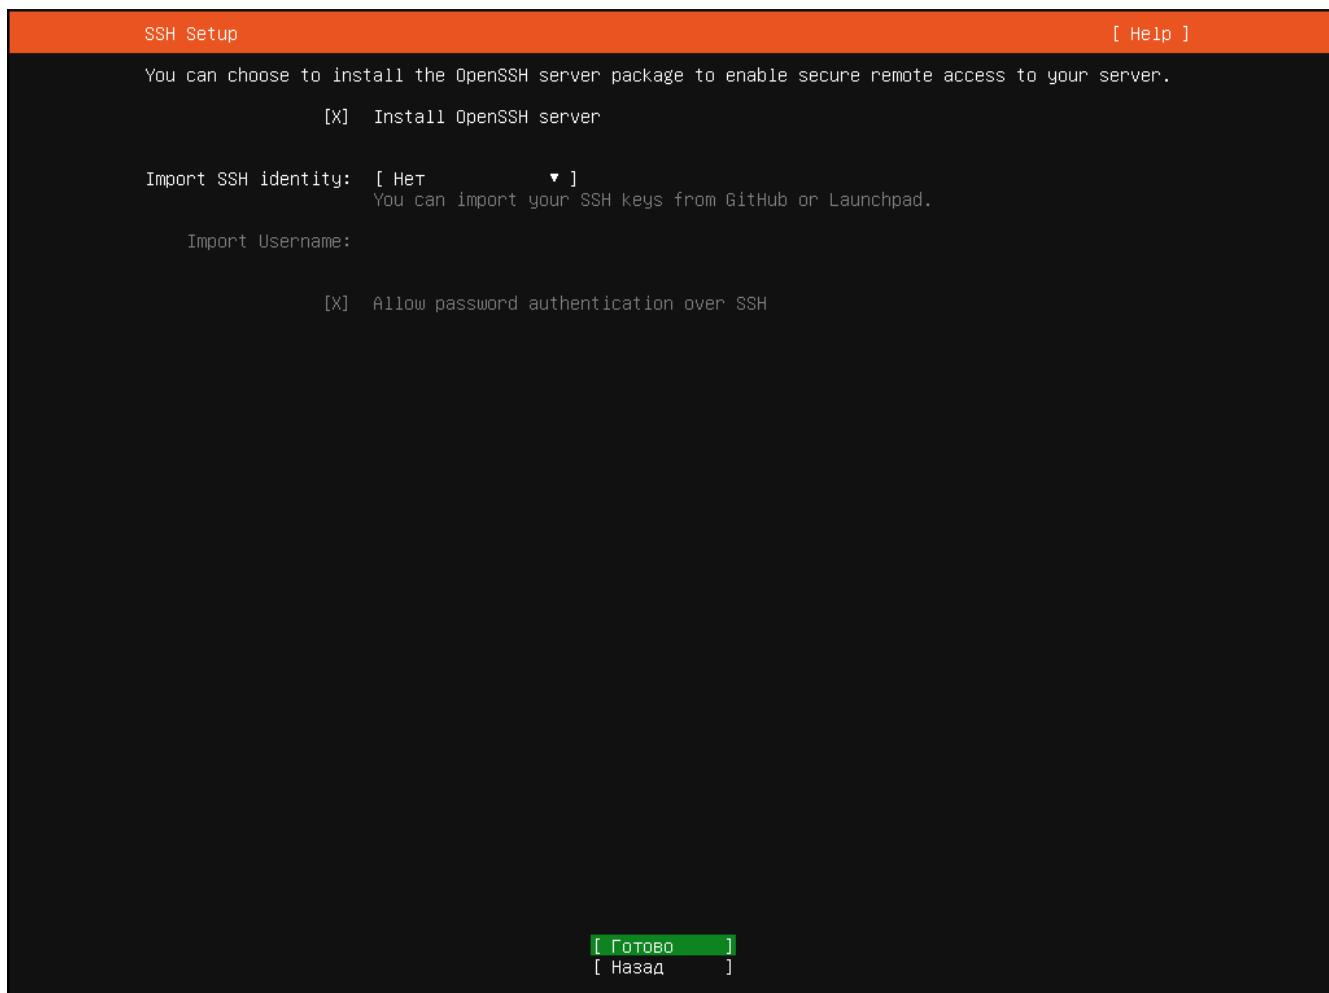 SSH Setup [ Help ]
You can choose to install the OpenSSH server package to enable secure remote access to your server.
[X] Install OpenSSH server
Import SSH identity: [ Нет ▼ ]
You can import your SSH keys from GitHub or Launchpad.
Import Username:
[X] Allow password authentication over SSH
[ Готово ]
[ Назад ]